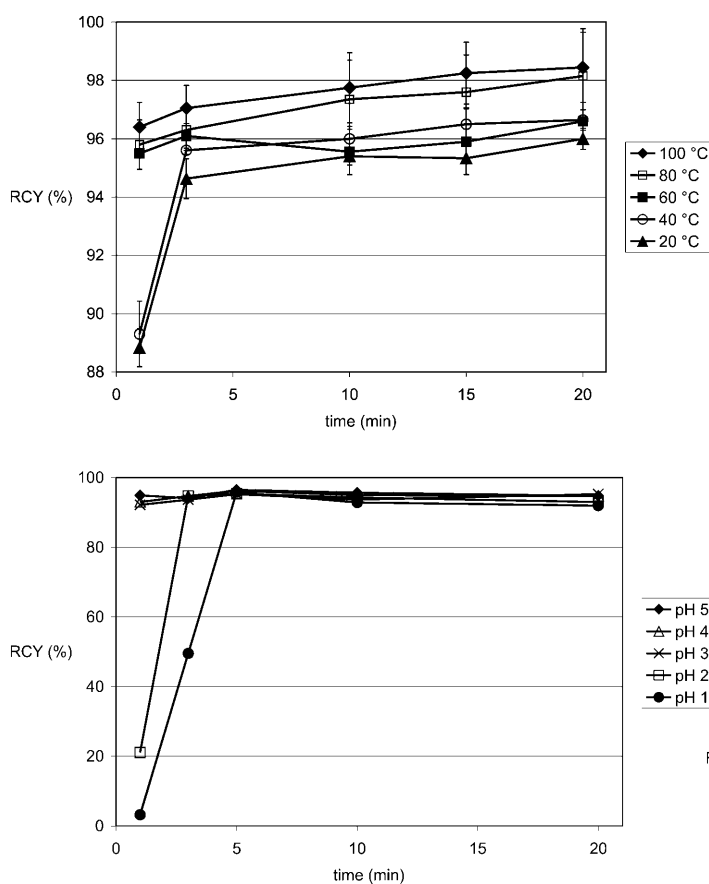 100
98
96
94
92
90
88
RCY (%)
0 5 10 15 20
time (min)
100 °C
80 °C
60 °C
40 °C
20 °C
100
80
60
40
20
0
RCY (%)
0 5 10 15 20
time (min)
pH 5
pH 4
pH 3
pH 2
pH 1